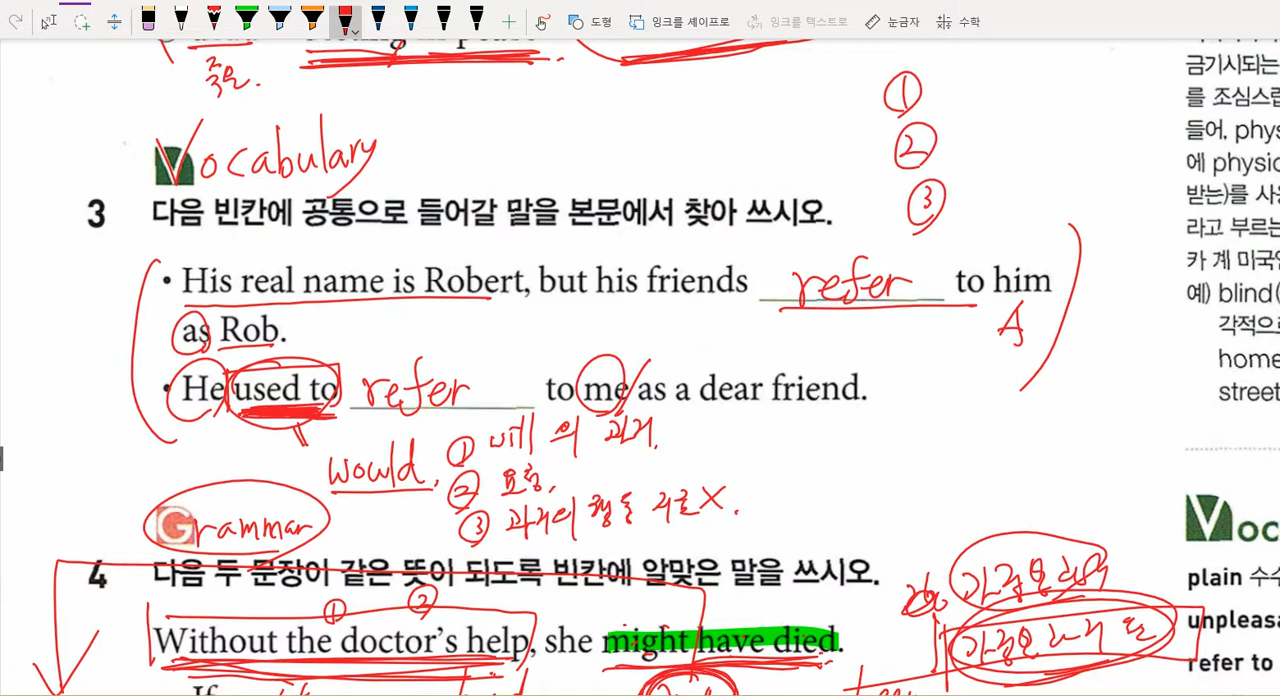 도형 잉크를 셰이프로 잉크를 텍스트로 눈금자 수학
죽은.
금기시되는
를 조심스럽
들어, phys
에 physic
받는)를 사용
라고 부르는
카 계 미국
예) blind(
각적으로
home
street
① ② ③
Vocabulary
3 다음 빈칸에 공통으로 들어갈 말을 본문에서 찾아 쓰시오.
• His real name is Robert, but his friends refer to him
A
as Rob.
• He used to refer to me as a dear friend.
would. ① will 의 과거.
② 요청,
③ 과거의 행동 지금X.
Grammar
4 다음 두 문장이 같은 뜻이 되도록 빈칸에 알맞은 말을 쓰시오.
① ②
Without the doctor's help, she might have died.
If
Voc
plain 수수
unpleasa
refer to